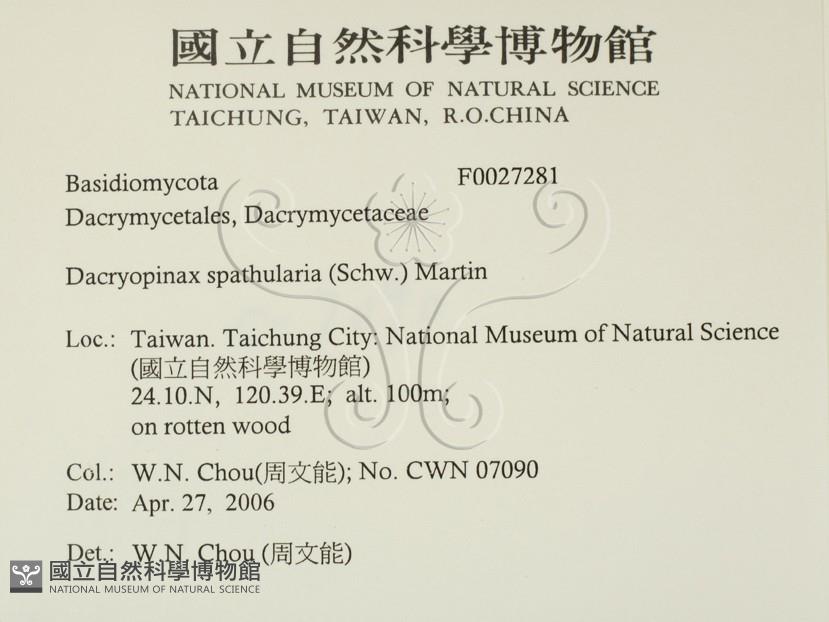 國立自然科學博物館
NATIONAL MUSEUM OF NATURAL SCIENCE
TAICHUNG, TAIWAN, R.O.CHINA
Basidiomycota F0027281
Dacrymycetales, Dacrymycetaceae
Dacryopinax spathularia (Schw.) Martin
Loc.: Taiwan. Taichung City: National Museum of Natural Science
(國立自然科學博物館)
24.10.N, 120.39.E; alt. 100m;
on rotten wood
Col.: W.N. Chou(周文能); No. CWN 07090
Date: Apr. 27, 2006
Det.: W.N. Chou (周文能)
國立自然科學博物館
NATIONAL MUSEUM OF NATURAL SCIENCE